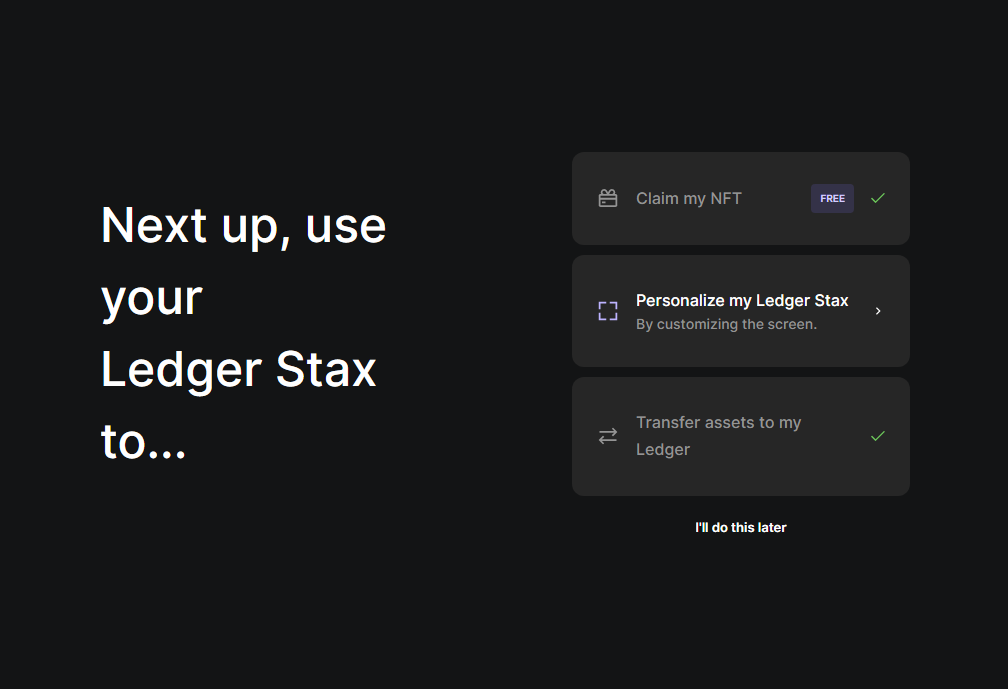 Next up, use
your
Ledger Stax
to...
Claim my NFT
FREE
Personalize my Ledger Stax
By customizing the screen.
Transfer assets to my
Ledger
I'll do this later